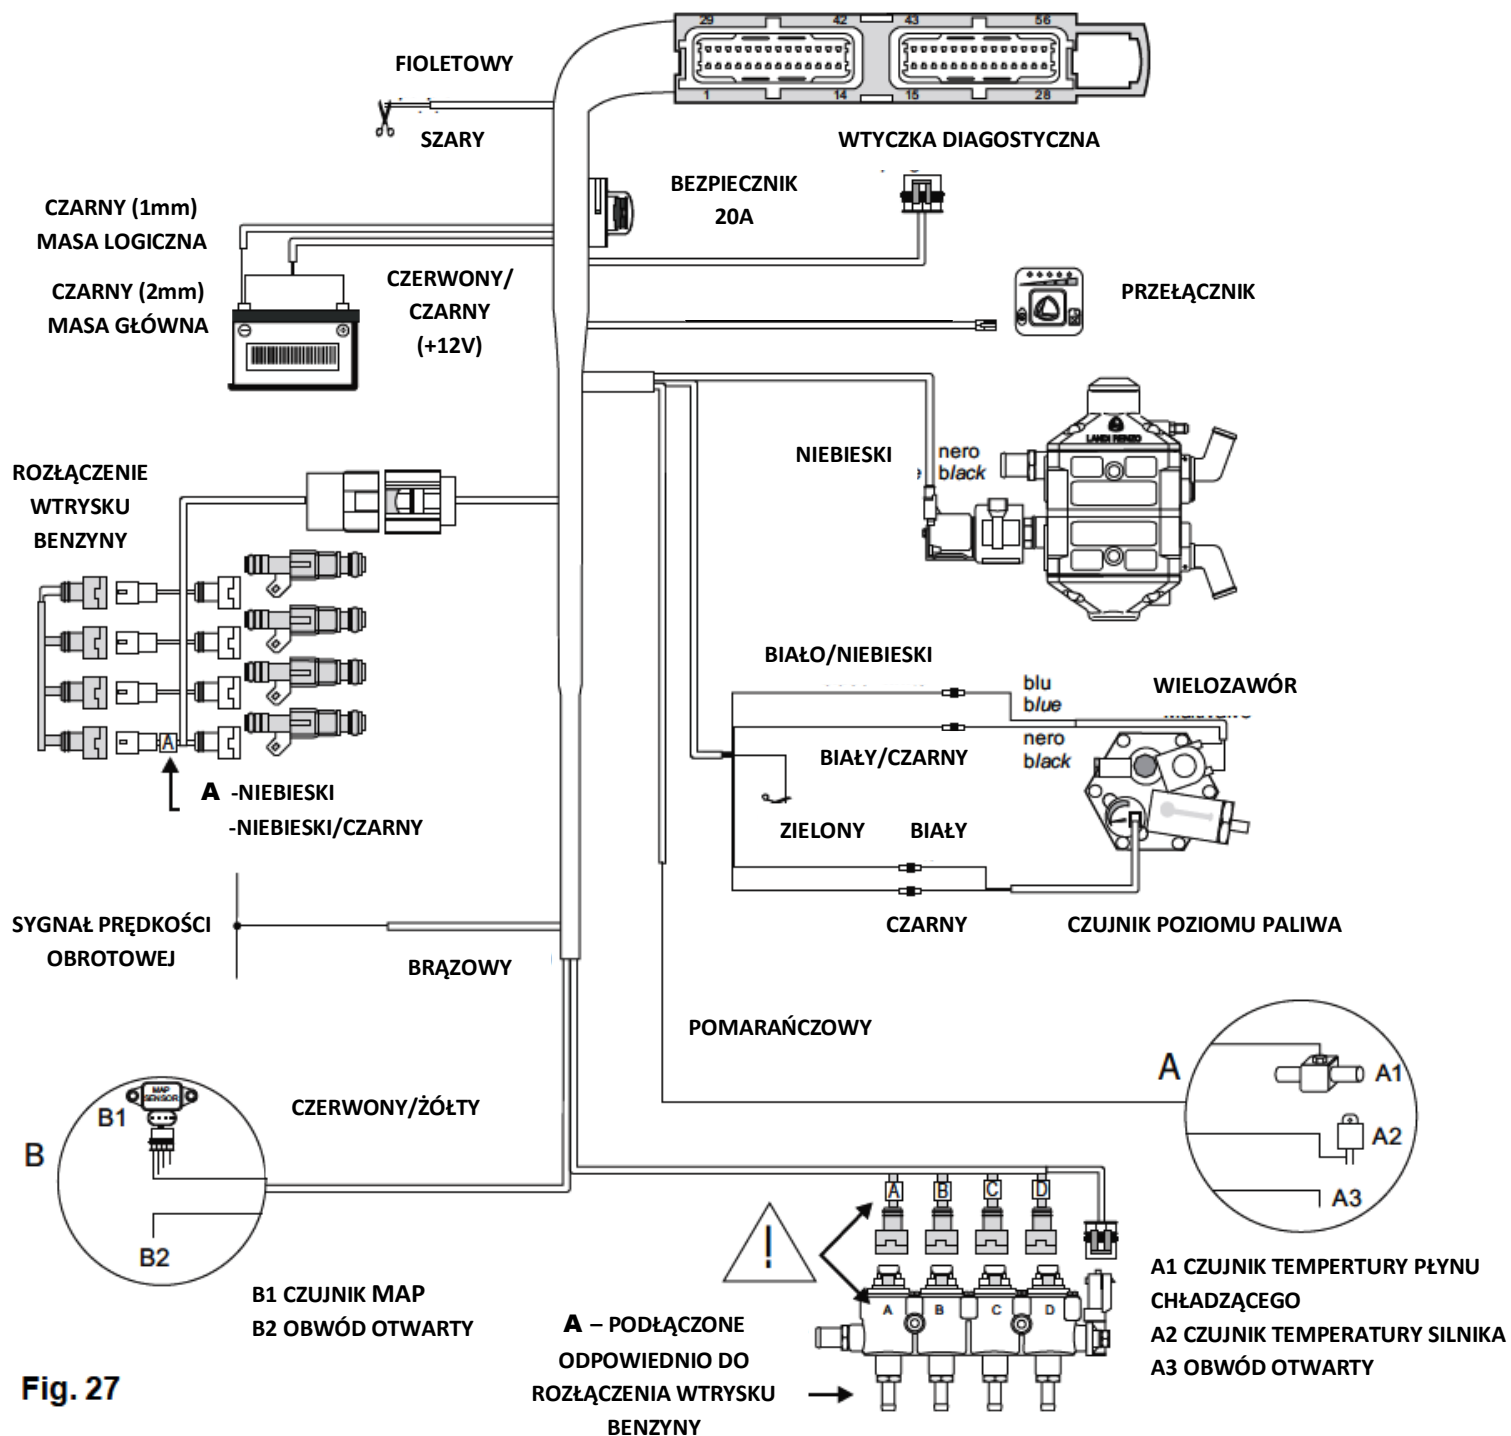 29 42 43 56
1 14 15 28
FIOLETOWY
SZARY
WTYCZKA DIAGOSTYCZNA
BEZPIECZNIK
20A
CZARNY (1mm)
MASA LOGICZNA
CZARNY (2mm)
MASA GŁÓWNA
CZERWONY/
CZARNY
(+12V)
PRZEŁĄCZNIK
NIEBIESKI
nero
black
LANDI RENZO
ROZŁĄCZENIE
WTRYSKU
BENZYNY
A
A -NIEBIESKI
-NIEBIESKI/CZARNY
BIAŁO/NIEBIESKI
blu
blue
WIELOZAWÓR
nero
black
BIAŁY/CZARNY
ZIELONY
BIAŁY
CZARNY
CZUJNIK POZIOMU PALIWA
SYGNAŁ PRĘDKOŚCI
OBROTOWEJ
BRĄZOWY
POMARAŃCZOWY
CZERWONY/ŻÓŁTY
B
MAP
SENSOR
B1
B2
B1 CZUJNIK MAP
B2 OBWÓD OTWARTY
A
A1
A2
A3
A B C D
!
A B C D
A – PODŁĄCZONE
ODPOWIEDNIO DO
ROZŁĄCZENIA WTRYSKU
BENZYNY
A1 CZUJNIK TEMPERTURY PŁYNU
CHŁADZĄCEGO
A2 CZUJNIK TEMPERATURY SILNIKA
A3 OBWÓD OTWARTY
Fig. 27